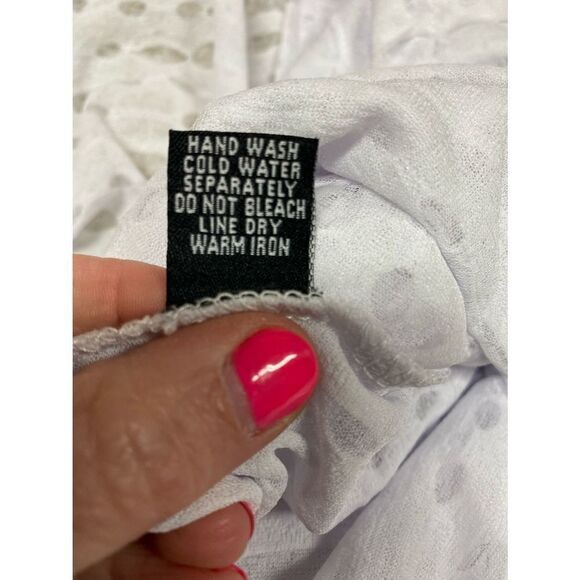 HAND WASH
COLD WATER
SEPARATELY
DO NOT BLEACH
LINE DRY
WARM IRON